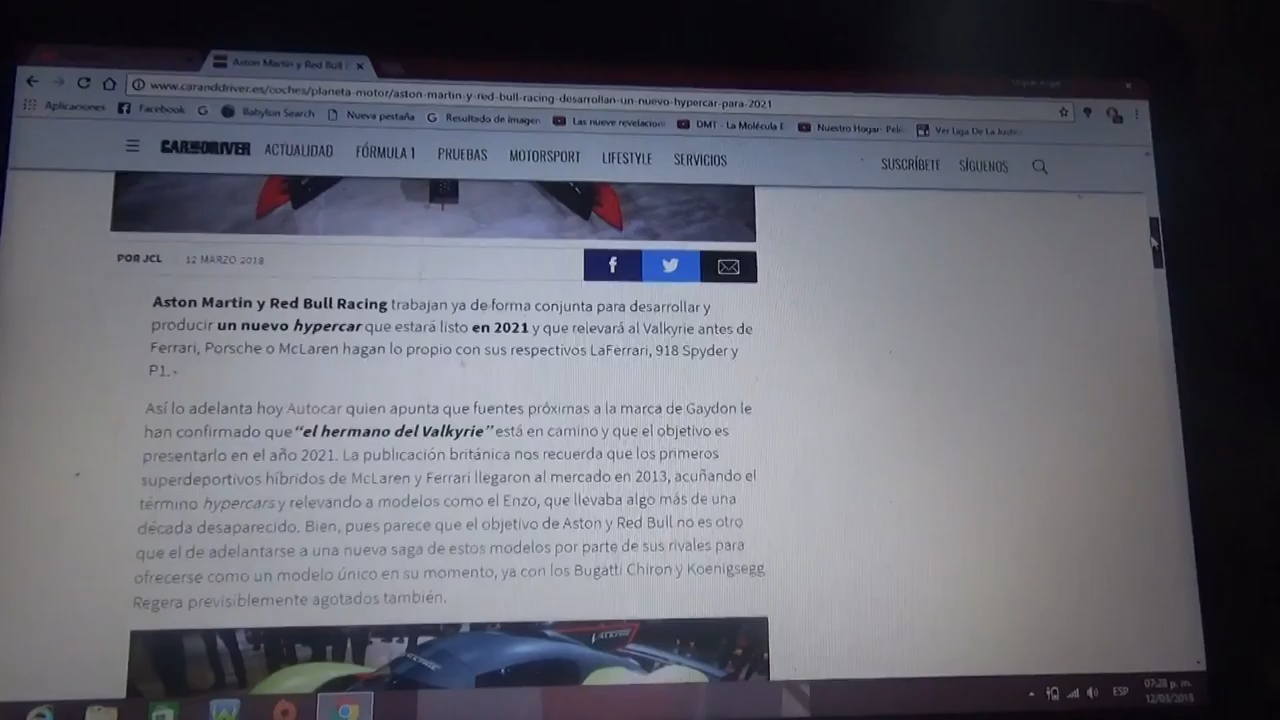 Aston Martin y Red Bull
www.caranddriver.es/coches/planeta-motor/aston-martin-y-red-bull-racing-desarrollan-un-nuevo-hypercar-para-2021
Aplicaciones Facebook Babylon Search Nueva pestaña Resultado de imagen Las nueve revelacion DMT - La Molécula E Nuestro Hogar- Peli Ver Liga De La Justic
CAR AND DRIVER ACTUALIDAD FÓRMULA 1 PRUEBAS MOTORSPORT LIFESTYLE SERVICIOS SUSCRÍBETE SÍGUENOS
POR JCL 12 MARZO 2018
Aston Martin y Red Bull Racing trabajan ya de forma conjunta para desarrollar y
producir un nuevo hypercar que estará listo en 2021 y que relevará al Valkyrie antes de
Ferrari, Porsche o McLaren hagan lo propio con sus respectivos LaFerrari, 918 Spyder y
P1.
Así lo adelanta hoy Autocar quien apunta que fuentes próximas a la marca de Gaydon le
han confirmado que "el hermano del Valkyrie" está en camino y que el objetivo es
presentarlo en el año 2021. La publicación británica nos recuerda que los primeros
superdeportivos híbridos de McLaren y Ferrari llegaron al mercado en 2013, acuñando el
término hypercars y relevando a modelos como el Enzo, que llevaba algo más de una
década desaparecido. Bien, pues parece que el objetivo de Aston y Red Bull no es otro
que el de adelantarse a una nueva saga de estos modelos por parte de sus rivales para
ofrecerse como un modelo único en su momento, ya con los Bugatti Chiron y Koenigsegg
Regera previsiblemente agotados también.
VALKYRIE
ESP
07:28 p. m.
12/03/2018